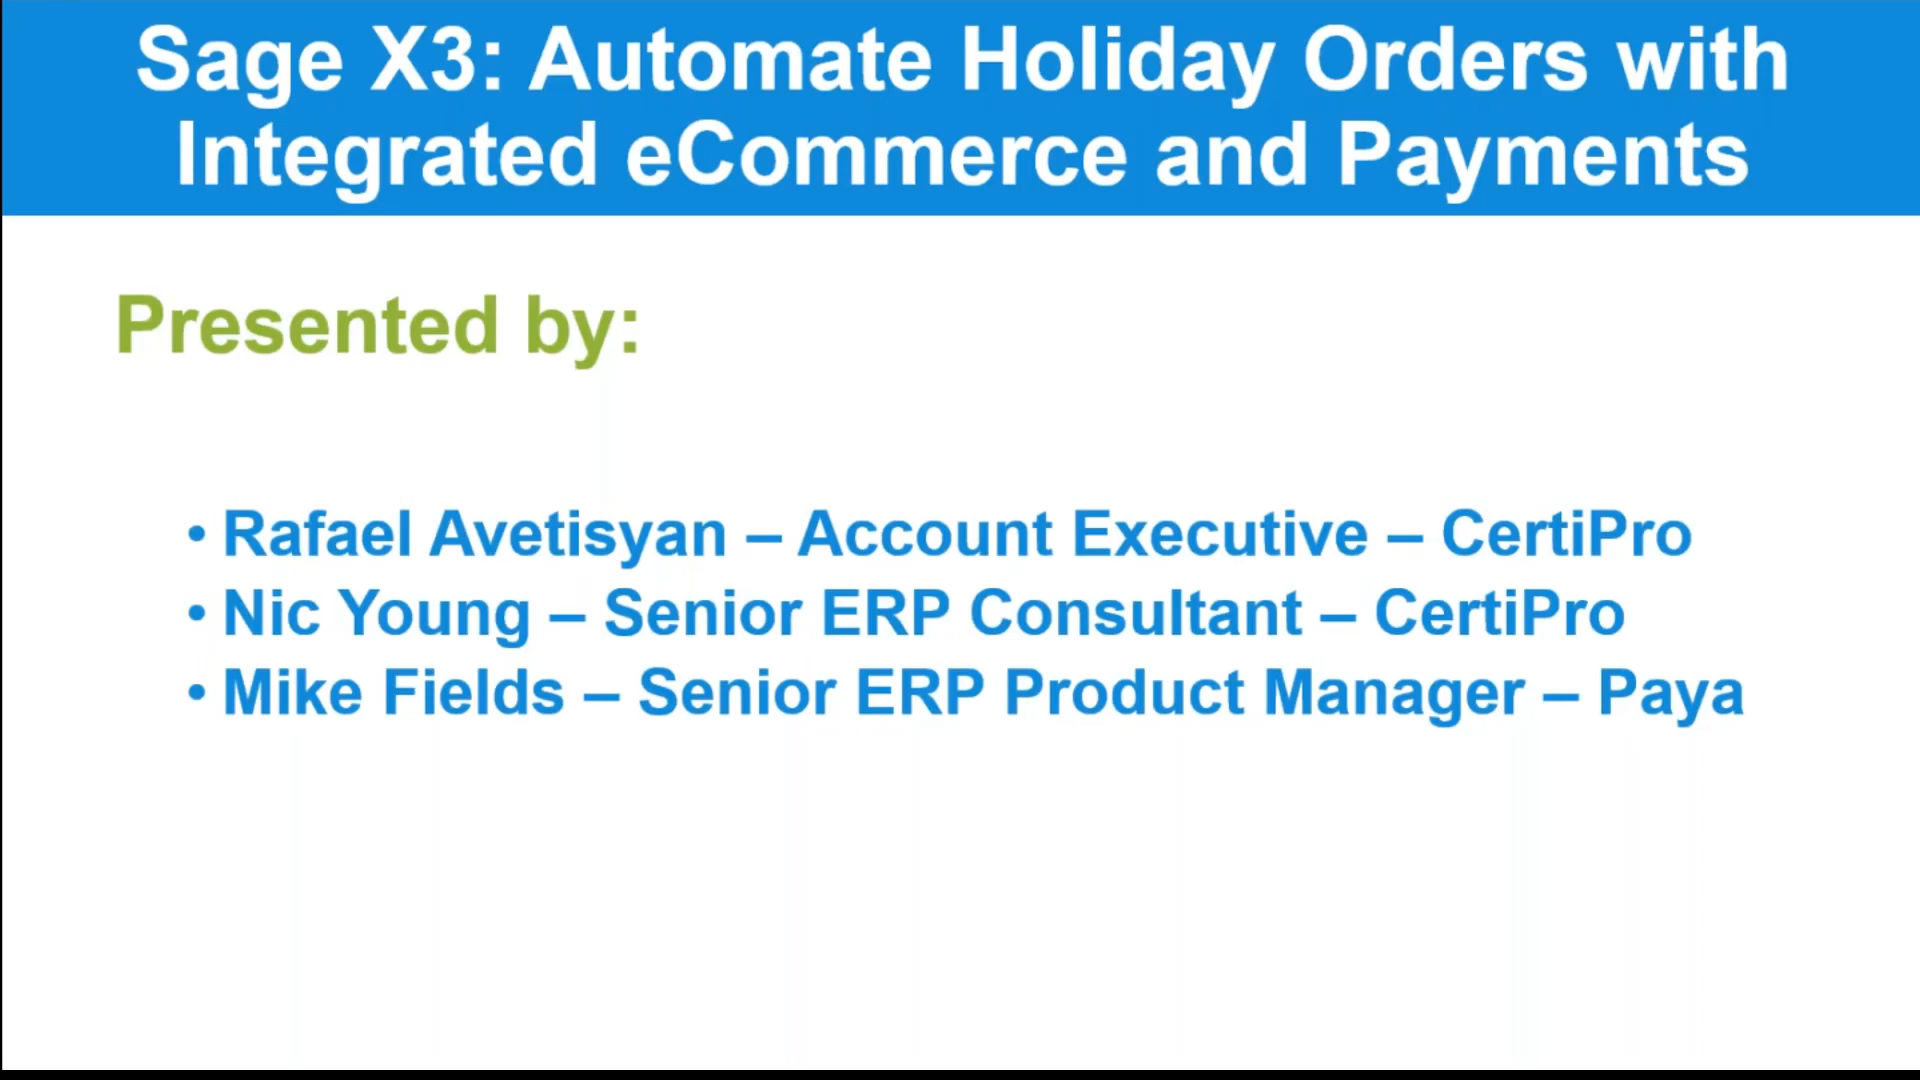 Sage X3: Automate Holiday Orders with
Integrated eCommerce and Payments
Presented by:
• Rafael Avetisyan – Account Executive – CertiPro
• Nic Young – Senior ERP Consultant – CertiPro
• Mike Fields – Senior ERP Product Manager – Paya